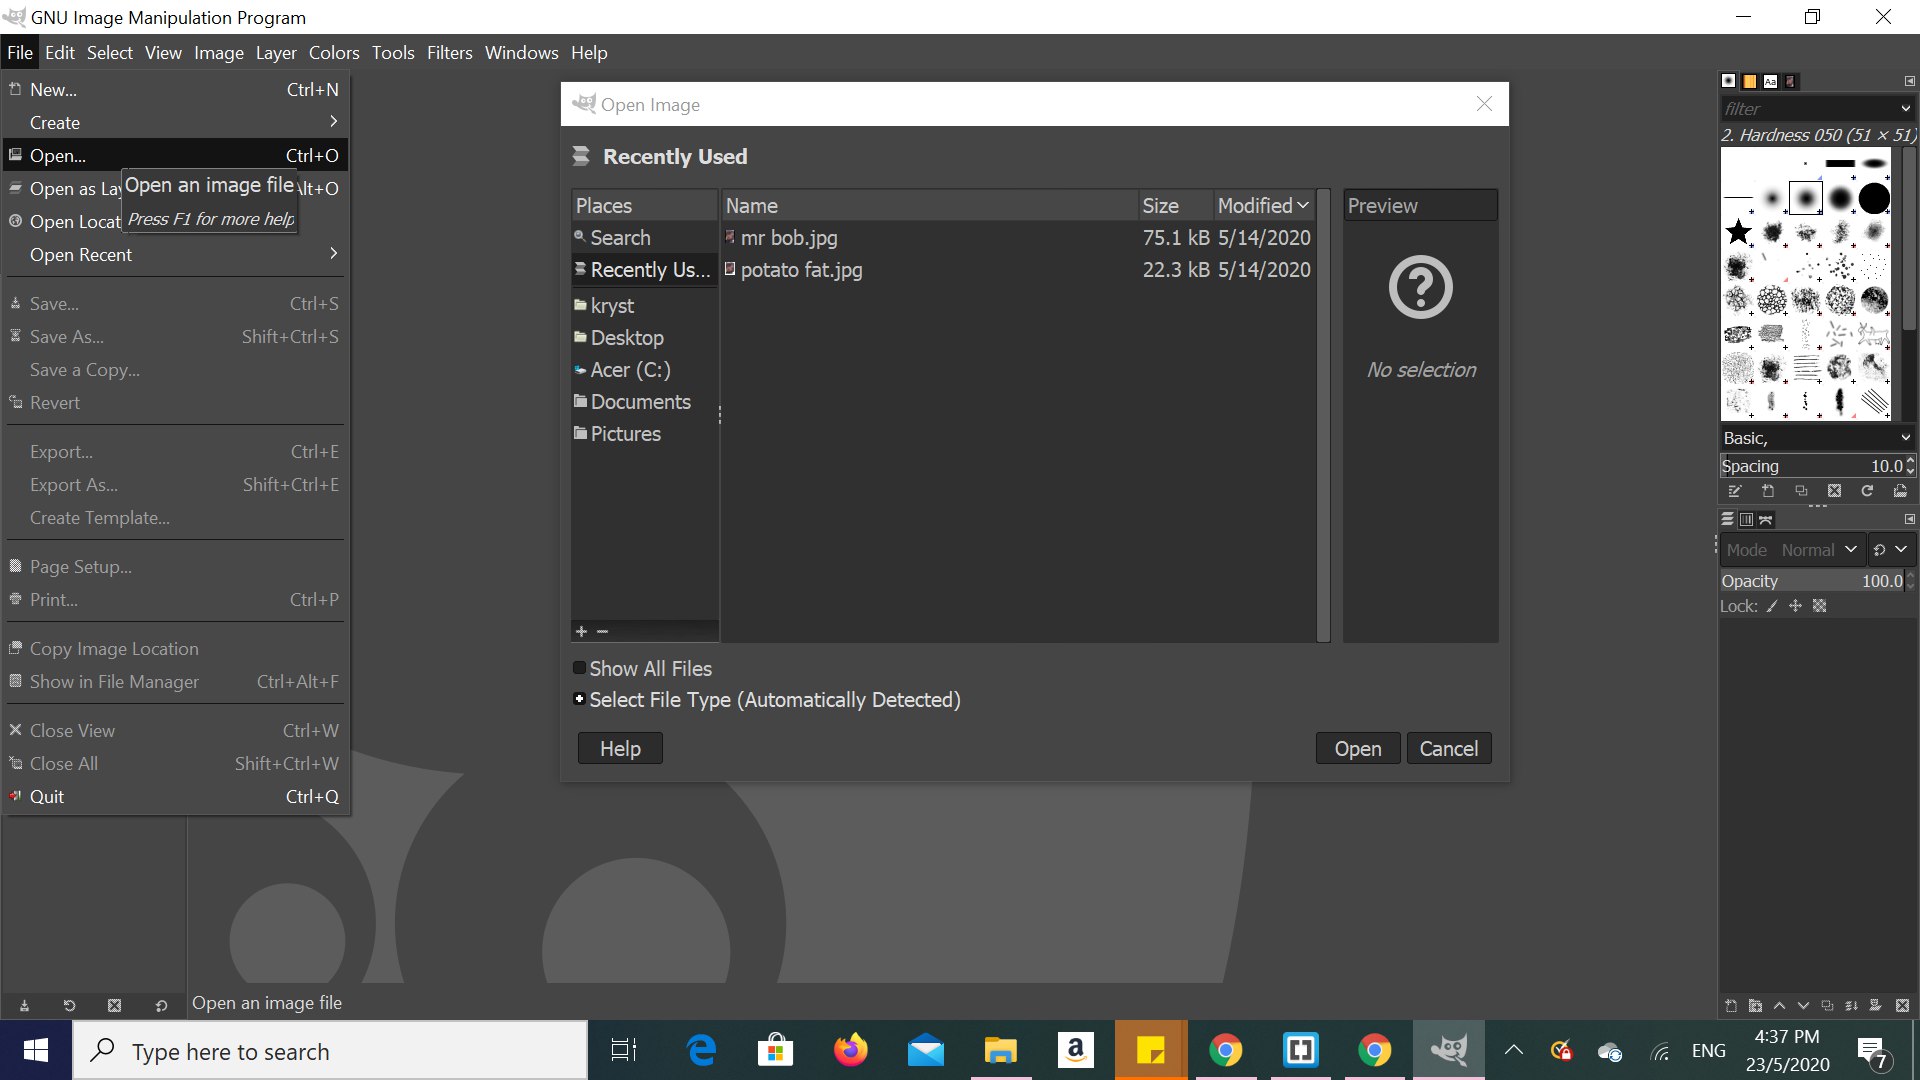 GNU Image Manipulation Program
File Edit Select View Image Layer Colors Tools Filters Windows Help
New... Ctrl+N
Create
Open... Ctrl+O
Open as Lay Alt+O
Open Locat
Open an image file
Press F1 for more help
Open Recent
Save... Ctrl+S
Save As... Shift+Ctrl+S
Save a Copy...
Revert
Export... Ctrl+E
Export As... Shift+Ctrl+E
Create Template...
Page Setup...
Print... Ctrl+P
Copy Image Location
Show in File Manager Ctrl+Alt+F
Close View Ctrl+W
Close All Shift+Ctrl+W
Quit Ctrl+Q
Open Image
Recently Used
Places
Search
Recently Us...
kryst
Desktop
Acer (C:)
Documents
Pictures
Name Size Modified
mr bob.jpg 75.1 kB 5/14/2020
potato fat.jpg 22.3 kB 5/14/2020
Preview
No selection
Show All Files
Select File Type (Automatically Detected)
Help Open Cancel
Aa
filter
2. Hardness 050 (51 × 51)
Basic,
Spacing 10.0
Mode Normal
Opacity 100.0
Lock:
Open an image file
Type here to search
ENG
4:37 PM
23/5/2020
7